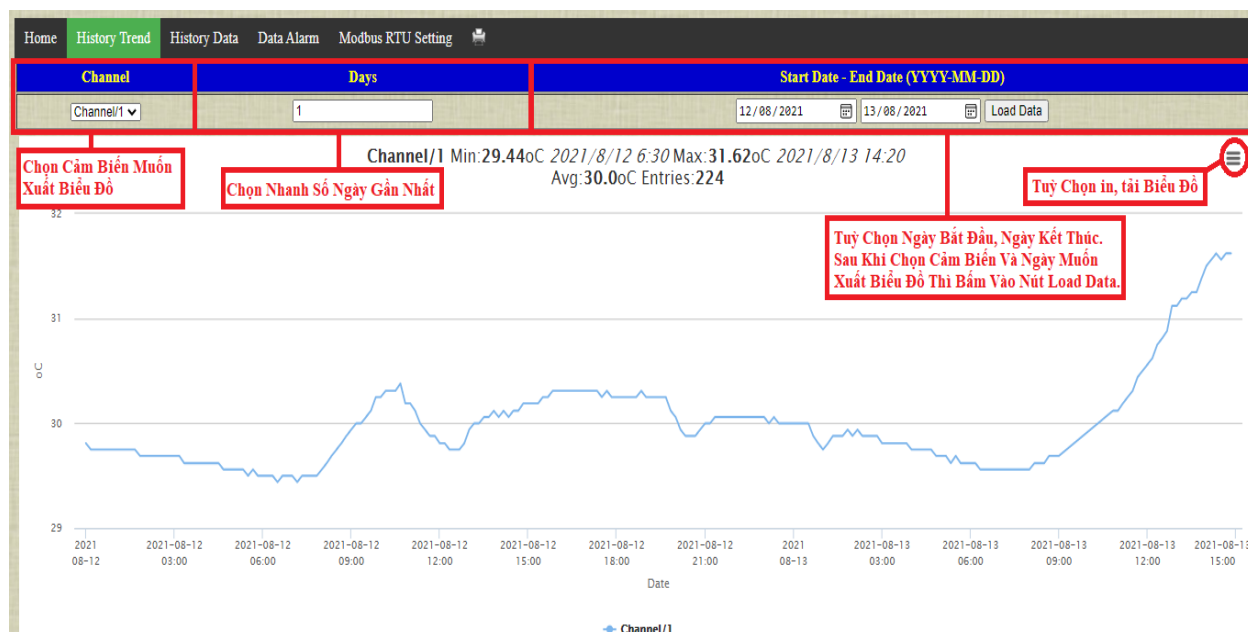 Home History Trend History Data Data Alarm Modbus RTU Setting
Channel Days Start Date - End Date (YYYY-MM-DD)
Channel/1 1 12/08/2021 13/08/2021 Load Data
Chọn Cảm Biến Muốn
Xuất Biểu Đồ
Chọn Nhanh Số Ngày Gần Nhất
Channel/1 Min:29.44oC 2021/8/12 6:30 Max:31.62oC 2021/8/13 14:20
Avg:30.0oC Entries:224
Tuỳ Chọn in, tải Biểu Đồ
Tuỳ Chọn Ngày Bắt Đầu, Ngày Kết Thúc.
Sau Khi Chọn Cảm Biến Và Ngày Muốn
Xuất Biểu Đồ Thì Bấm Vào Nút Load Data.
32
31
oC
30
29
2021 2021-08-12 2021-08-12 2021-08-12 2021-08-12 2021-08-12 2021-08-12 2021-08-12 2021 2021-08-13 2021-08-13 2021-08-13 2021-08-13 2021-08-13
08-12 03:00 06:00 09:00 12:00 15:00 18:00 21:00 08-13 03:00 06:00 09:00 12:00 15:00
Date
Channel/1